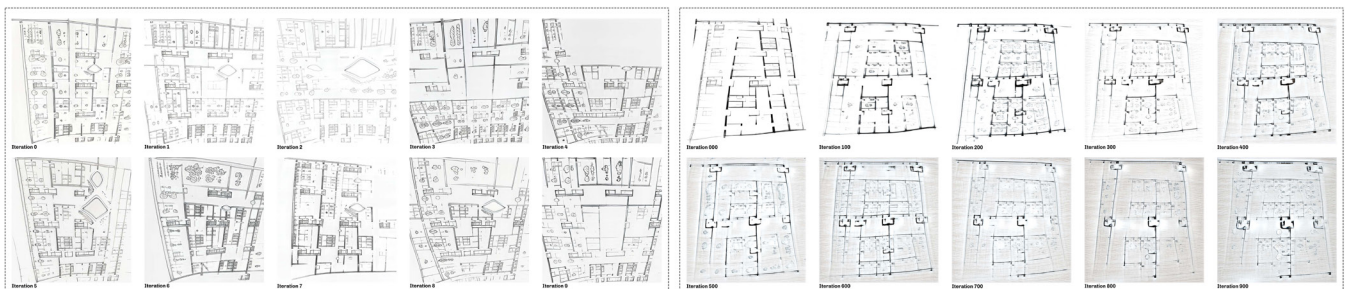 Iteration 0
Iteration 1
Iteration 2
Iteration 3
Iteration 4
Iteration 5
Iteration 6
Iteration 7
Iteration 8
Iteration 9
Iteration 000
Iteration 100
Iteration 200
Iteration 300
Iteration 400
Iteration 500
Iteration 600
Iteration 700
Iteration 800
Iteration 900